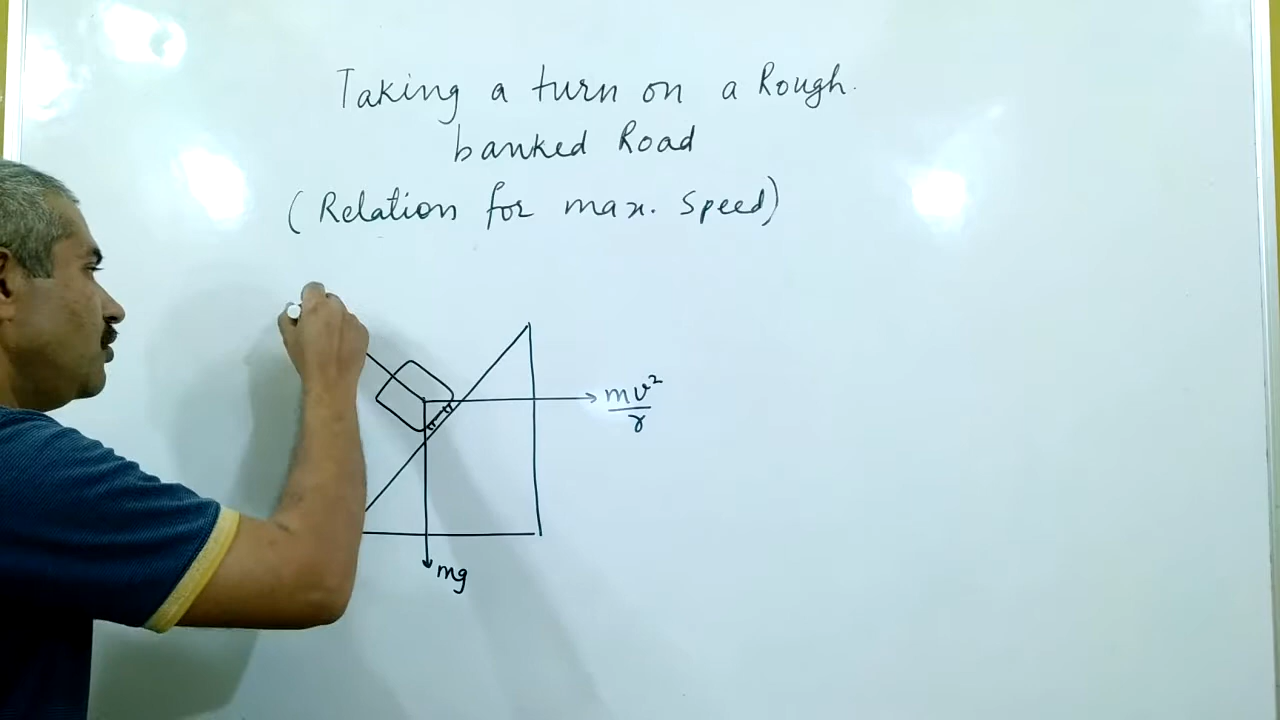 Taking a turn on a Rough.
banked Road
(Relation for max. speed)
mv²
r
mg